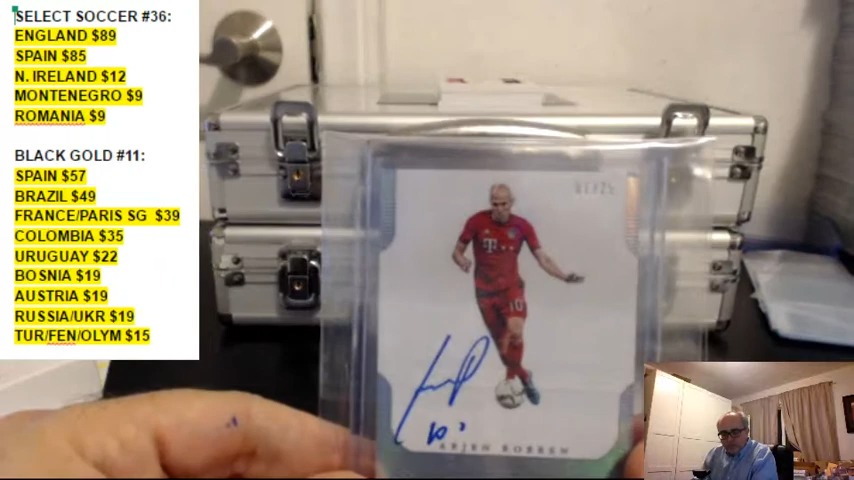 SELECT SOCCER #36:
ENGLAND $89
SPAIN $85
N. IRELAND $12
MONTENEGRO $9
ROMANIA $9
BLACK GOLD #11:
SPAIN $57
BRAZIL $49
FRANCE/PARIS SG $39
COLOMBIA $35
URUGUAY $22
BOSNIA $19
AUSTRIA $19
RUSSIA/UKR $19
TUR/FEN/OLYM $15
T
10
ARJEN ROBBEN